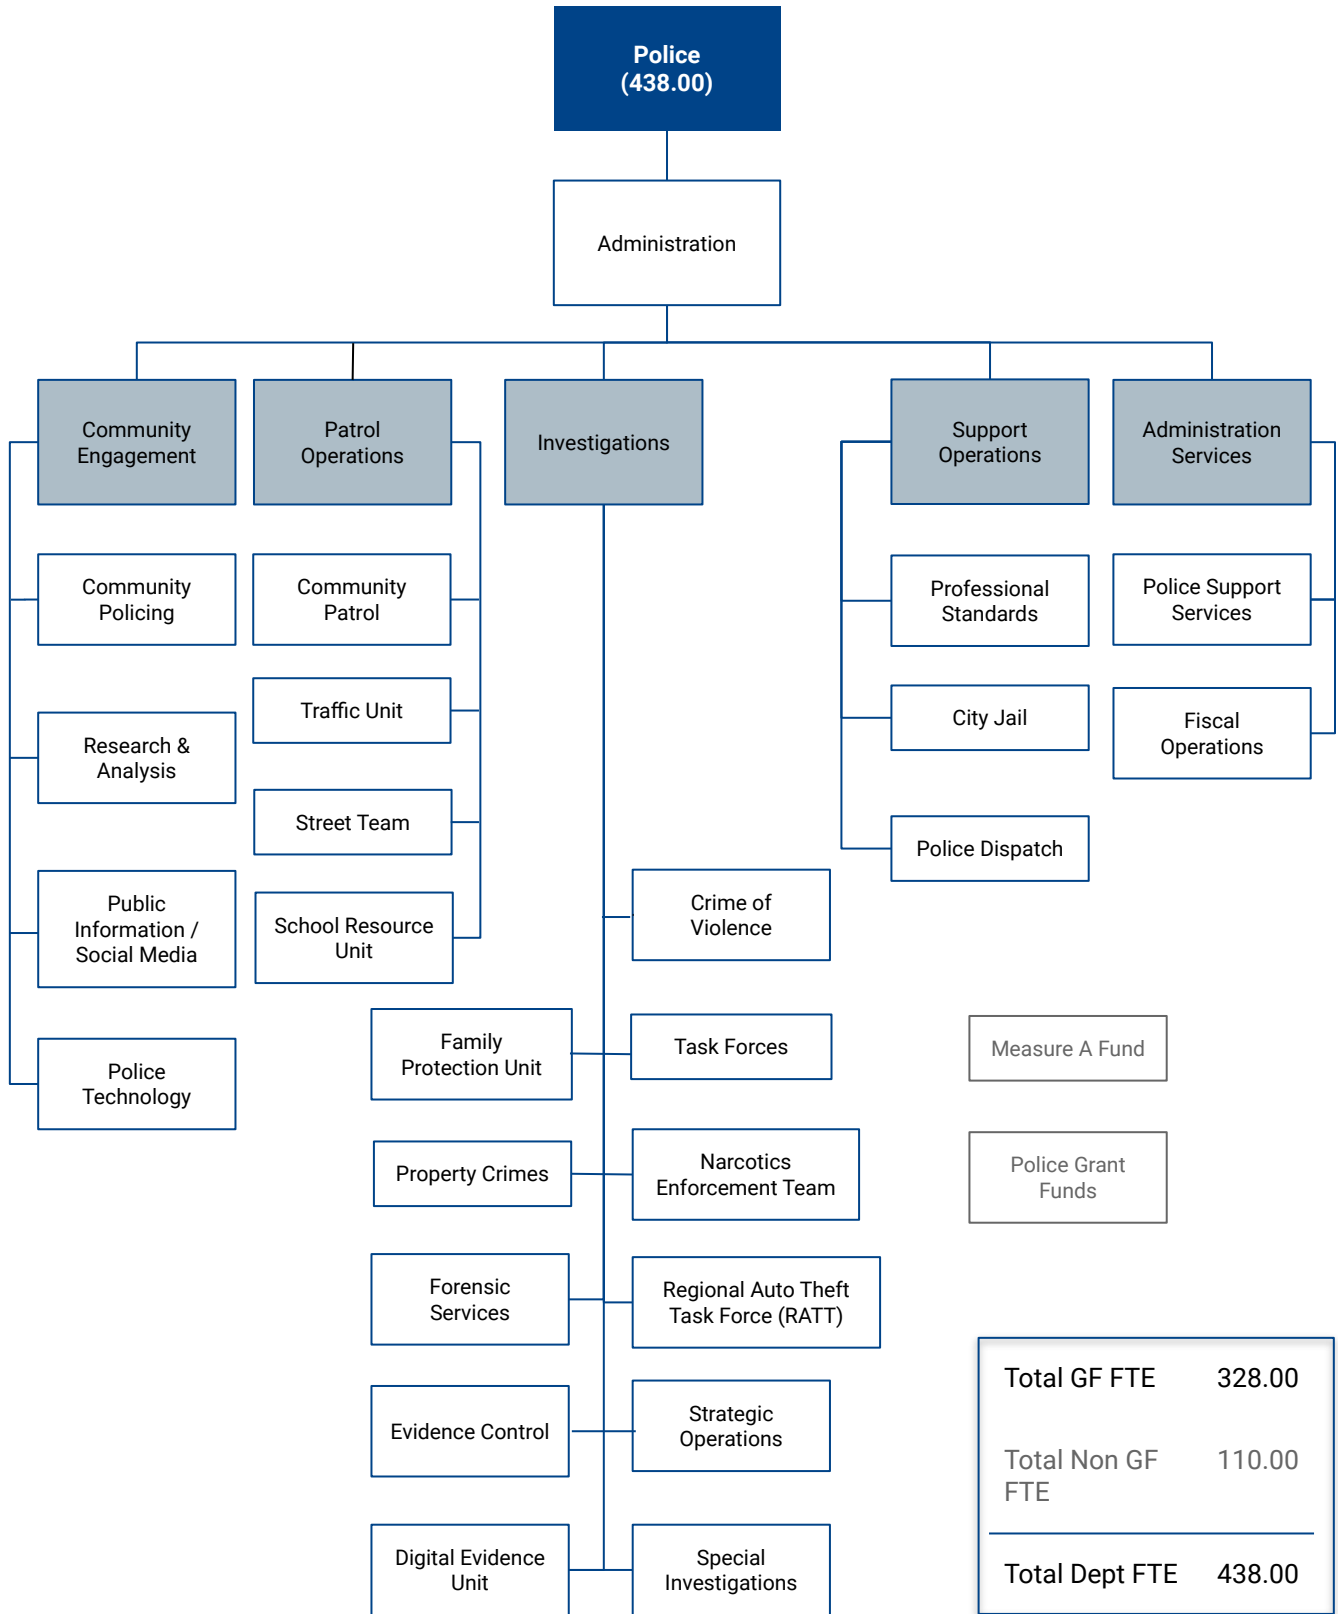 Police
(438.00)
Administration
Community
Engagement
Patrol
Operations
Investigations
Support
Operations
Administration
Services
Community
Policing
Community
Patrol
Professional
Standards
Police Support
Services
Research &
Analysis
Traffic Unit
City Jail
Fiscal
Operations
Street Team
Police Dispatch
Public
Information /
Social Media
School Resource
Unit
Crime of
Violence
Police
Technology
Family
Protection Unit
Task Forces
Measure A Fund
Property Crimes
Narcotics
Enforcement Team
Police Grant
Funds
Forensic
Services
Regional Auto Theft
Task Force (RATT)
Evidence Control
Strategic
Operations
Digital Evidence
Unit
Special
Investigations
Total GF FTE 328.00
Total Non GF 110.00
FTE
Total Dept FTE 438.00